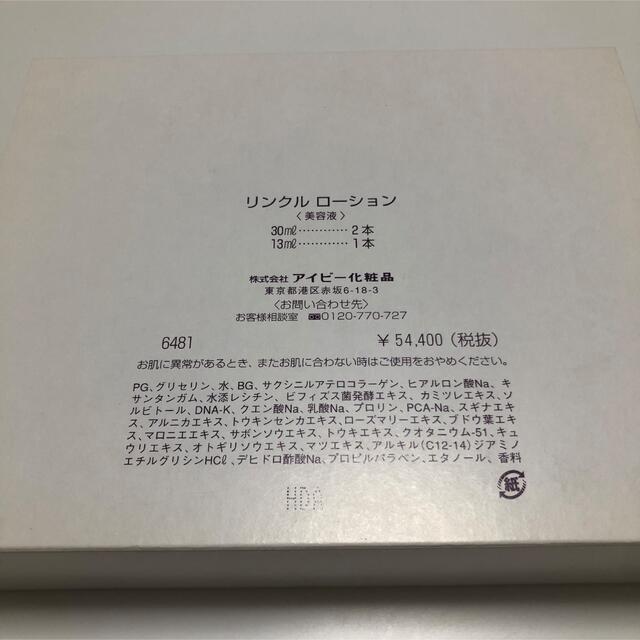 リンクル ローション
〈美容液〉
30㎖…………2本
13㎖…………1本
株式会社 アイビー化粧品
東京都港区赤坂6-18-3
〈お問い合わせ先〉
お客様相談室 0120-770-727
6481 ￥54,400（税抜）
お肌に異常があるとき、またお肌に合わない時はご使用をおやめください。
PG、グリセリン、水、BG、サクシニルアテロコラーゲン、ヒアルロン酸Na、キ
サンタンガム、水添レシチン、ビフィズス菌発酵エキス、カミツレエキス、ソ
ルビトール、DNA-K、クエン酸Na、乳酸Na、プロリン、PCA-Na、スギナエキ
ス、アルニカエキス、トウキンセンカエキス、ローズマリーエキス、ブドウ葉エキ
ス、マロニエエキス、サボンソウエキス、トウキエキス、クオタニウム-51、キュ
ウリエキス、オトギリソウエキス、マツエキス、アルキル(C12-14)ジアミノ
エチルグリシンHCℓ、デヒドロ酢酸Na、プロピルパラベン、エタノール、香料
紙
HDA